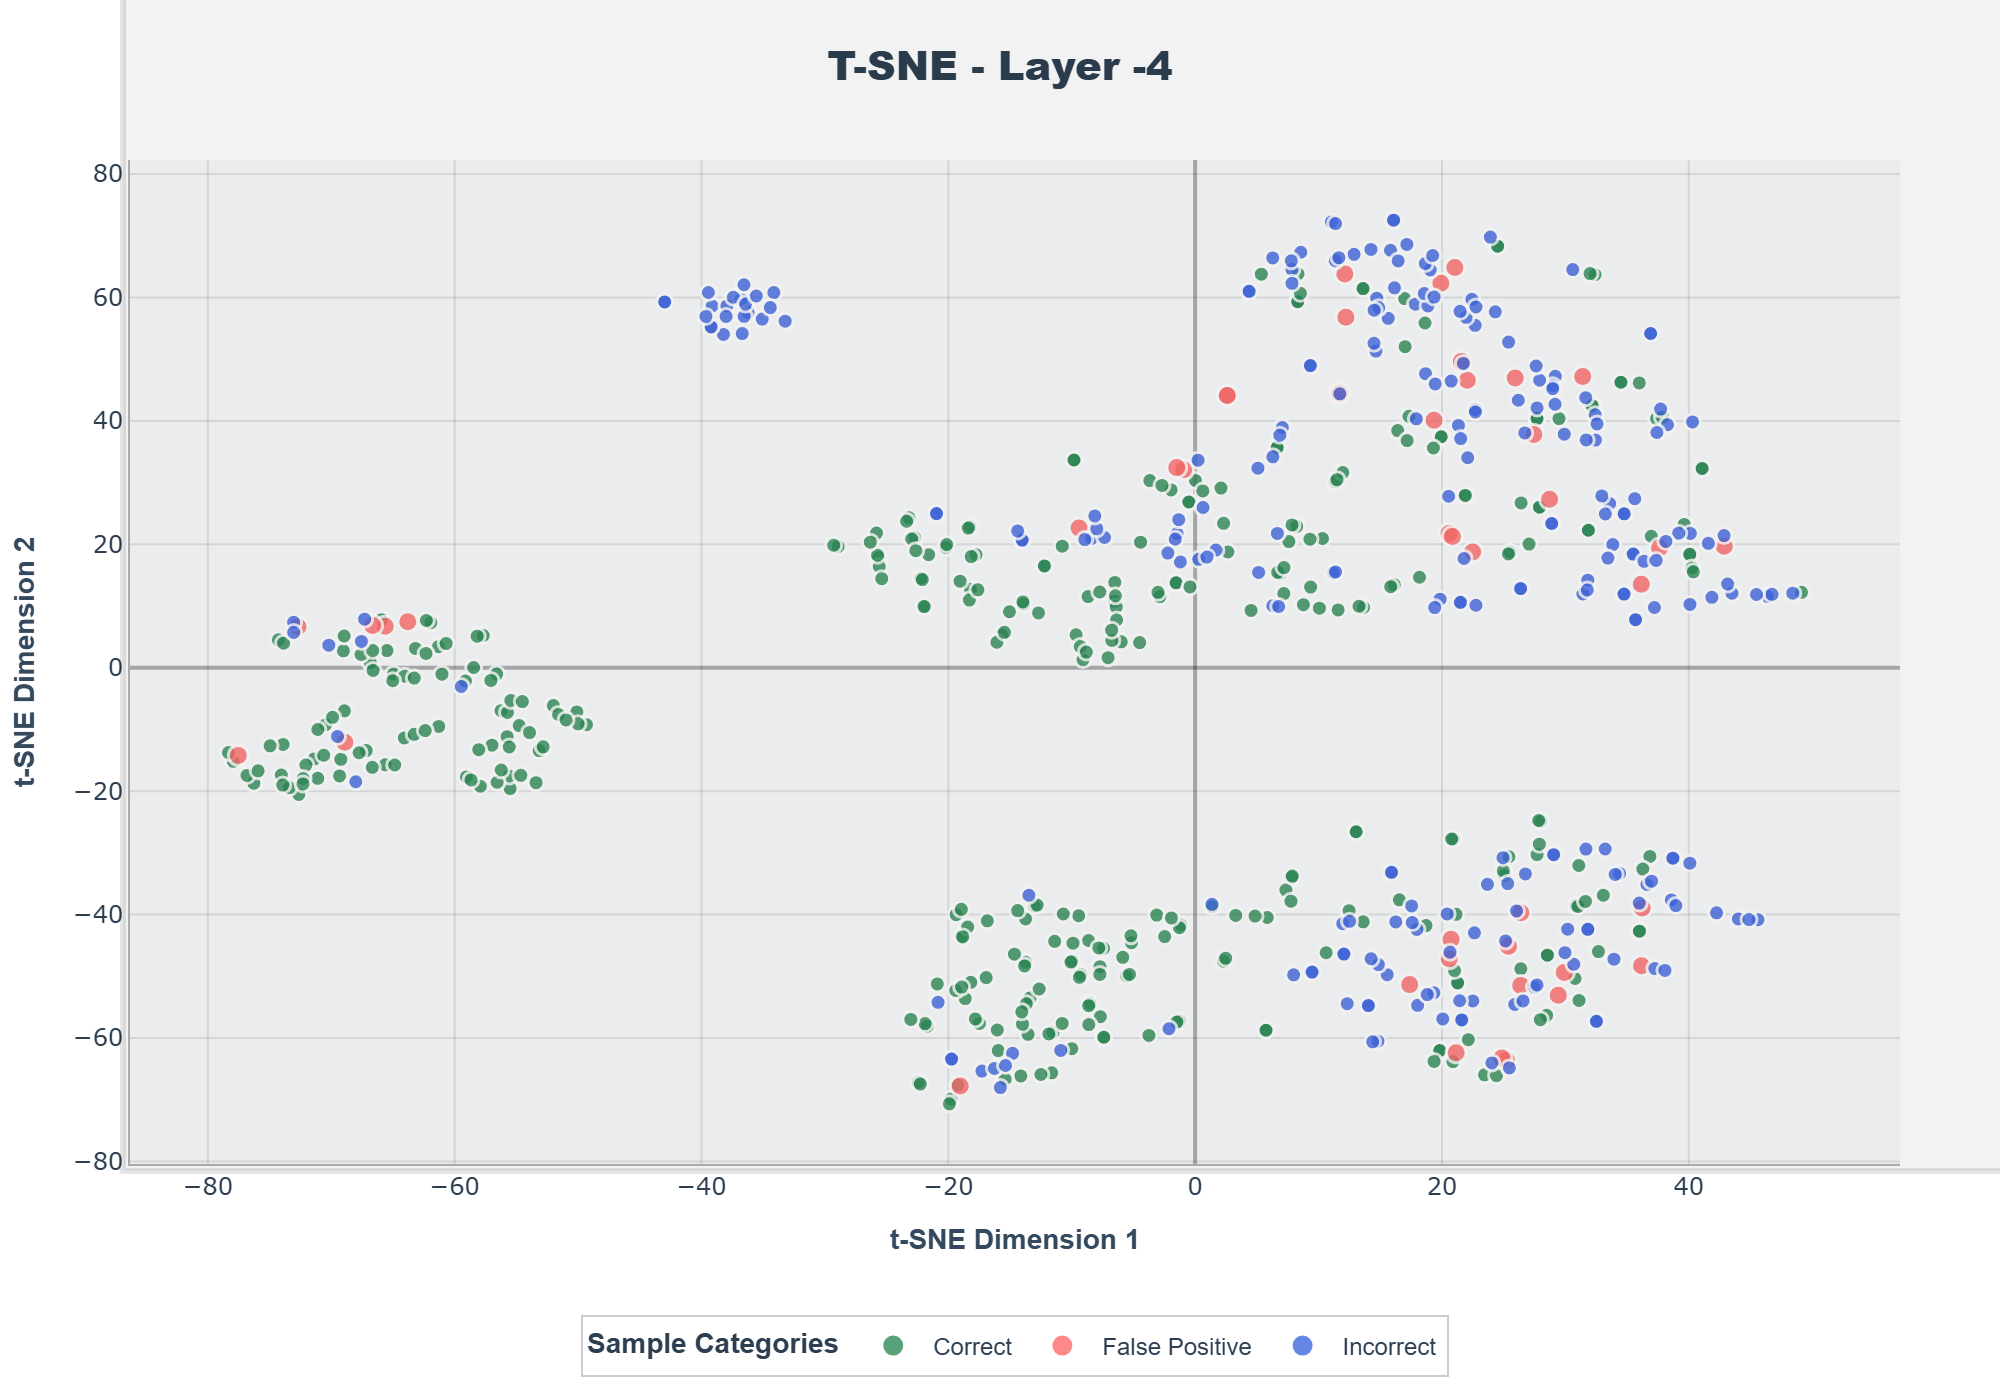 T-SNE - Layer -4
t-SNE Dimension 2
80
60
40
20
0
−20
−40
−60
−80
−80 −60 −40 −20 0 20 40
t-SNE Dimension 1
Sample Categories Correct False Positive Incorrect